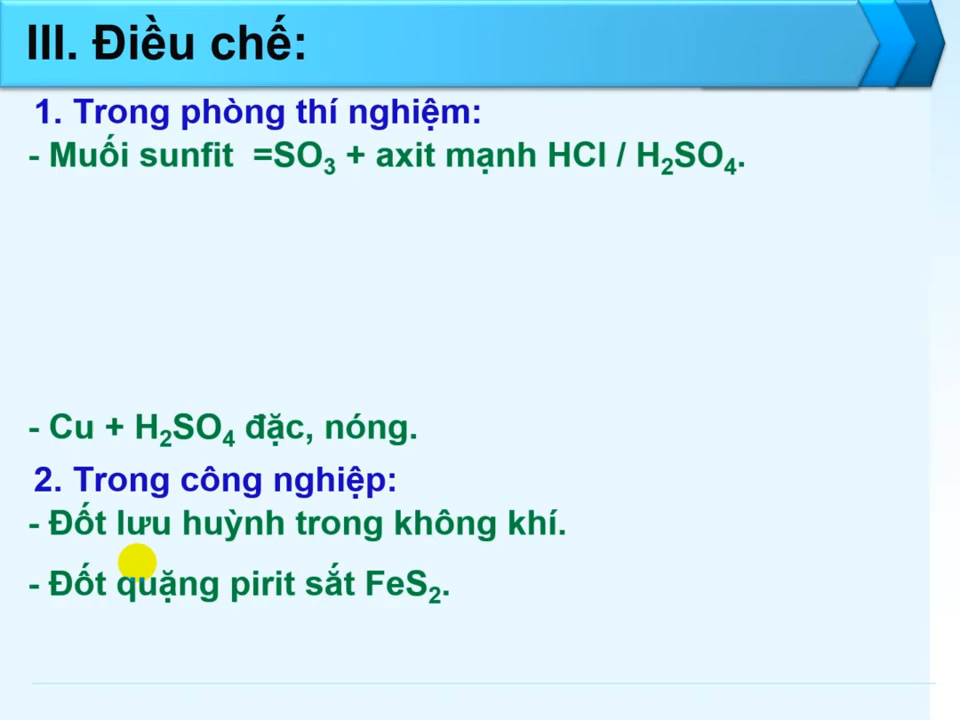 III. Điều chế:
1. Trong phòng thí nghiệm:
- Muối sunfit =SO₃ + axit mạnh HCl / H₂SO₄.
- Cu + H₂SO₄ đặc, nóng.
2. Trong công nghiệp:
- Đốt lưu huỳnh trong không khí.
- Đốt quặng pirit sắt FeS₂.